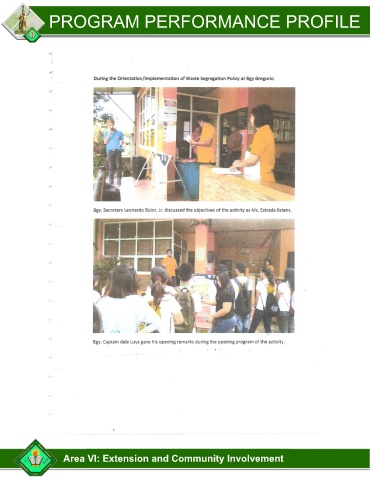 PROGRAM PERFORMANCE PROFILE
During the Orientation/Implementation of Waste Segregation Policy at Bgy Gregorio
Bgy. Secretary Leonardo Bolor, Jr. discussed the objectives of the activity as Ms. Estrada listens.
Bgy. Captain dela Luya gave his opening remarks during the opening program of the activity.
Area VI: Extension and Community Involvement